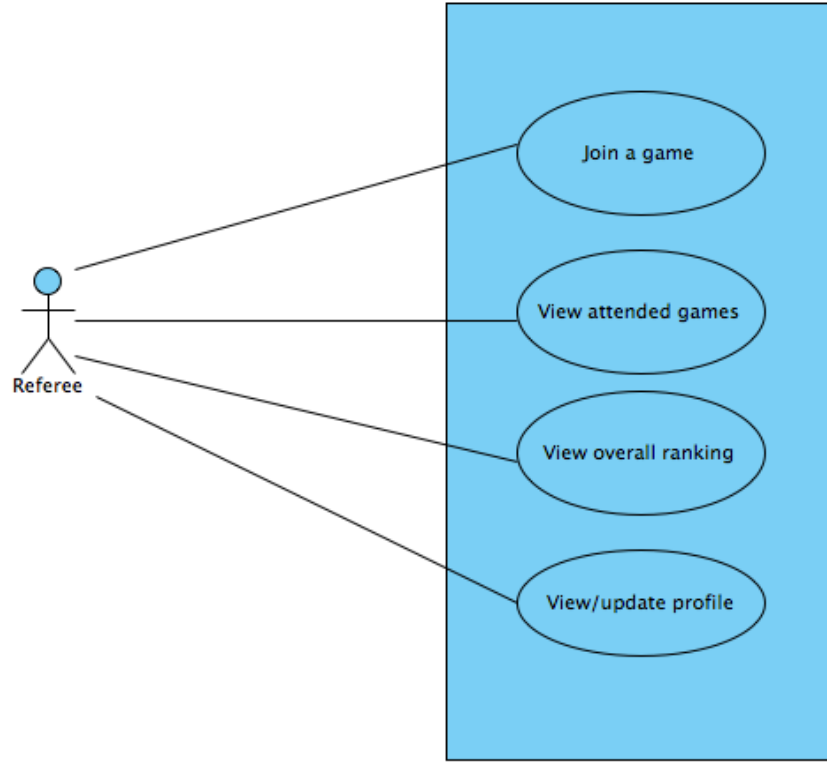 Join a game
View attended games
Referee
View overall ranking
View/update profile